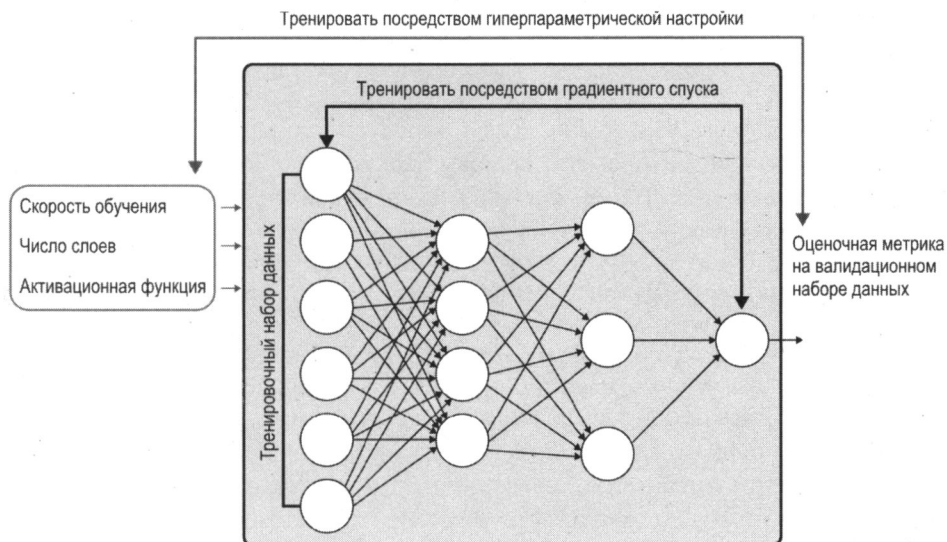 Тренировать посредством гиперпараметрической настройки
Тренировать посредством градиентного спуска
Скорость обучения
Число слоев
Активационная функция
Тренировочный набор данных
Оценочная метрика
на валидационном
наборе данных